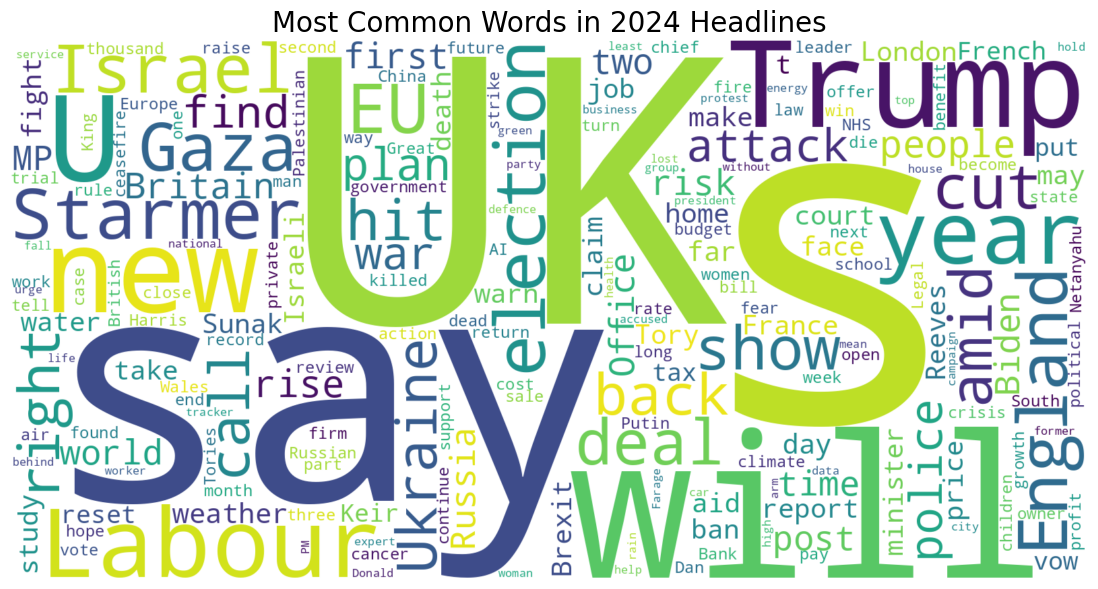 Most Common Words in 2024 Headlines
service
thousand
raise
second
Israel
first
future
China
two
least
chief
Trump
t
leader
London
French
hold
fight
U
Europe
King
ceasefire
one
find
Palestinian
UK
EU
death
strike
election
way
Great
job
business
turn
fire
protest
energy
offer
law
win
top
benefit
make
NHS
MP
Gaza
plan
green
attack
die
people
house
put
trial
rule
Britain
man
government
party
lost
group
without
become
cut
may
state
president
risk
Starmer
hit
defence
home
budget
court
next
year
fall
national
new
private
Israeli
war
AI
claim
far
face
school
Legal
Netanyahu
work
urge
tell
case
British
close
killed
warn
Office
health
women
bill
S
England
water
Harris
Sunak
record
action
dead
return
rate
accused
fear
amid
Biden
political
say
Tory
France
mean
open
Reeves
campaign
life
right
take
Wales
end
tracker
call
rise
review
Ukraine
support
cost
sale
long
tax
show
week
South
former
air
behind
found
world
worker
Tories
firm
Russian
part
Russia
back
Putin
crisis
growth
deal
will
day
climate
data
police
price
month
continue
Farage
car
arm
time
minister
children
owner
profit
study
reset
hope
vote
weather
three
Keir
Brexit
aid
ban
high
report
city
Labour
PM
expert
cancer
Donald
woman
rain
help
Bank
Dan
pay
post
vow